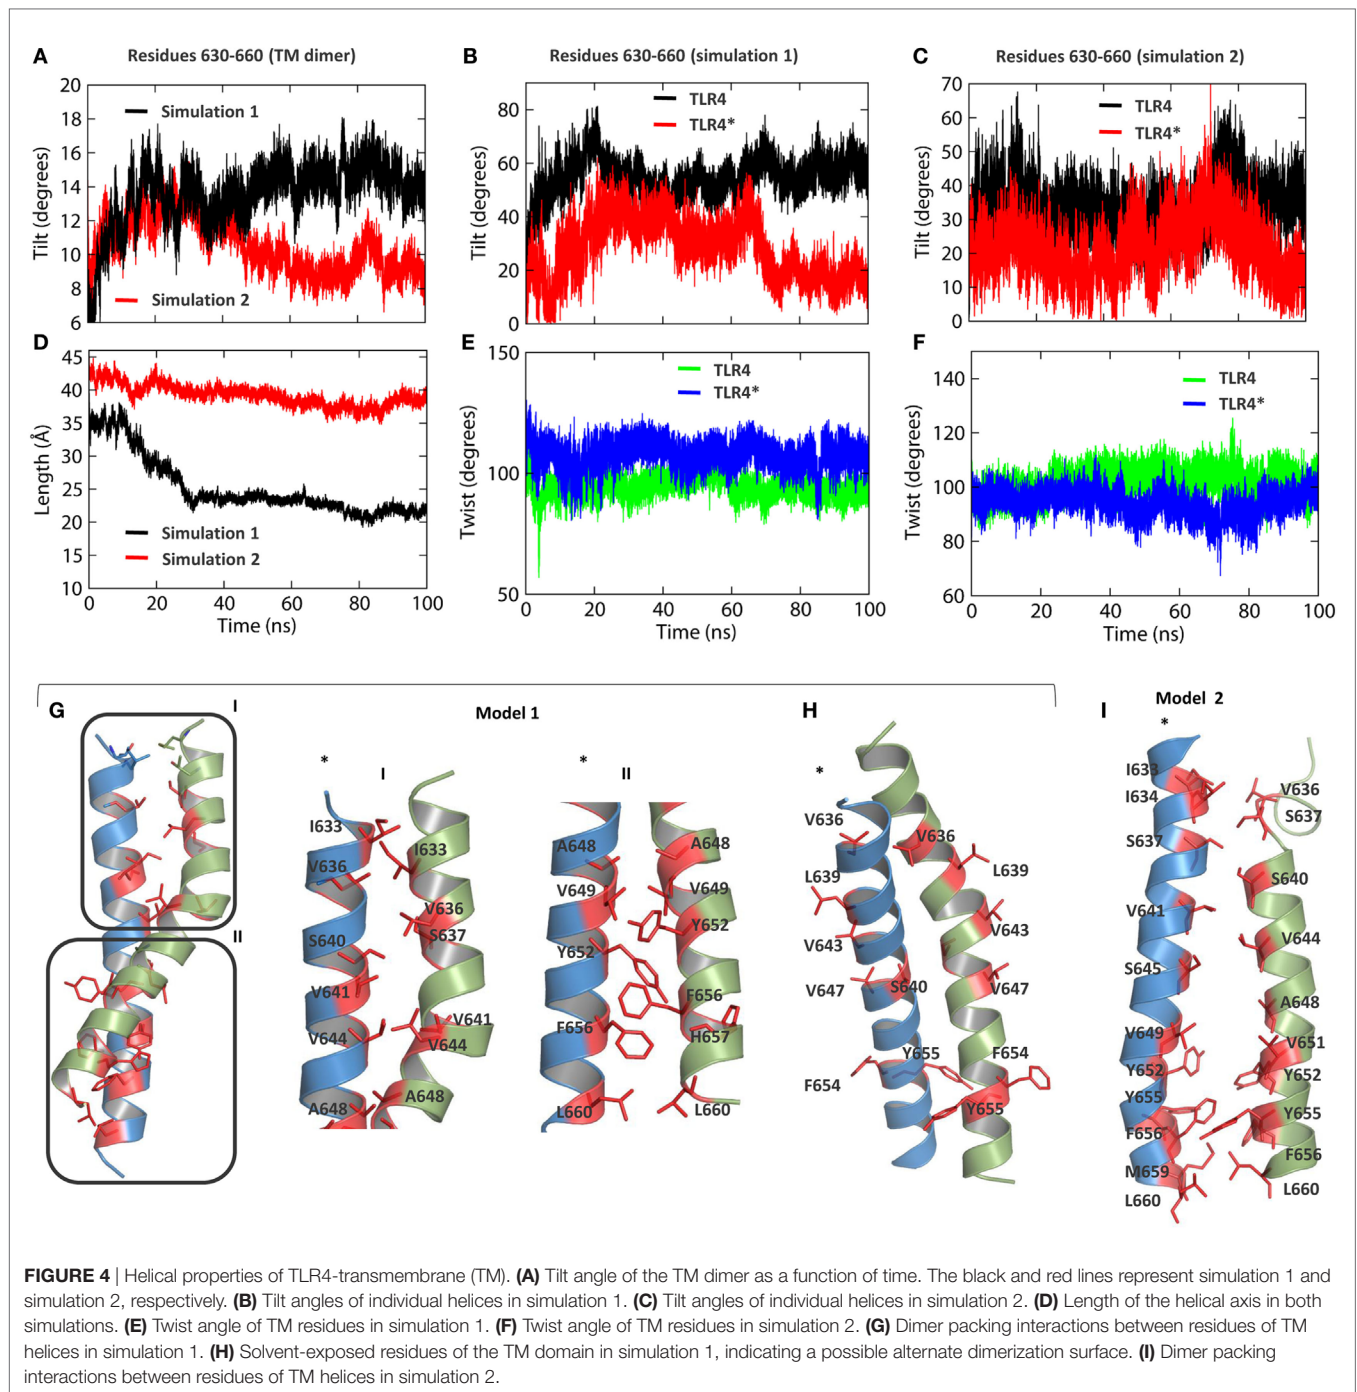 A Residues 630-660 (TM dimer)
B Residues 630-660 (simulation 1)
C Residues 630-660 (simulation 2)
Tilt (degrees)
20
18
16
14
12
10
8
6
Simulation 1
Simulation 2
Tilt (degrees)
80
60
40
20
0
TLR4
TLR4*
Tilt (degrees)
70
60
50
40
30
20
10
0
TLR4
TLR4*
D
Length Å
45
40
35
30
25
20
15
10
Simulation 1
Simulation 2
0 20 40 60 80 100
Time (ns)
E
Twist (degrees)
150
100
50
TLR4
TLR4*
0 20 40 60 80 100
Time (ns)
F
Twist (degrees)
140
120
100
80
60
TLR4
TLR4*
0 20 40 60 80 100
Time (ns)
G
I
II
Model 1
*
I
I633
I633
V636
V636
S640
S637
V641
V641
V644
V644
A648
A648
*
II
A648
A648
V649
V649
Y652
Y652
F656
F656
H657
L660
L660
H
*
V636
V636
L639
L639
V643
V643
V647
S640
V647
Y655
F654
F654
Y655
I
Model 2
*
I633
I634
V636
S637
S637
S640
V641
V644
S645
A648
V649
V651
Y652
Y652
Y655
Y655
F656
F656
M659
L660
L660
FIGURE 4 | Helical properties of TLR4-transmembrane (TM). (A) Tilt angle of the TM dimer as a function of time. The black and red lines represent simulation 1 and
simulation 2, respectively. (B) Tilt angles of individual helices in simulation 1. (C) Tilt angles of individual helices in simulation 2. (D) Length of the helical axis in both
simulations. (E) Twist angle of TM residues in simulation 1. (F) Twist angle of TM residues in simulation 2. (G) Dimer packing interactions between residues of TM
helices in simulation 1. (H) Solvent-exposed residues of the TM domain in simulation 1, indicating a possible alternate dimerization surface. (I) Dimer packing
interactions between residues of TM helices in simulation 2.